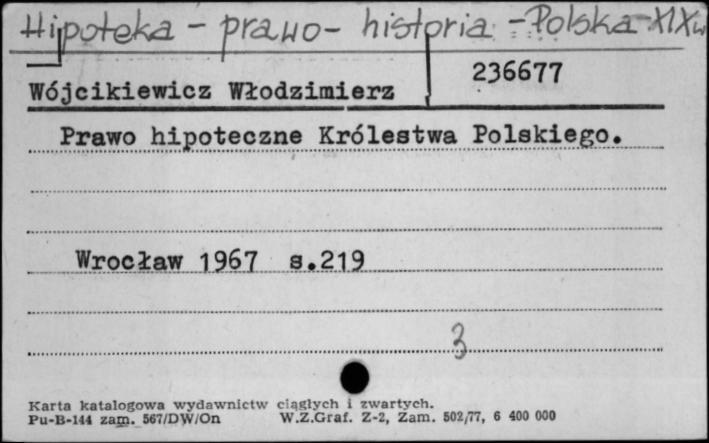 Hipoteka - prawo - historia - Polska XIX w
236677
Wójcikiewicz Włodzimierz
Prawo hipoteczne Królestwa Polskiego.
Wrocław 1967 s.219
3
Karta katalogowa wydawnictw ciągłych i zwartych.
Pu-B-144 zam. 567/DW/On W.Z.Graf. Z-2, Zam. 502/77, 6 400 000